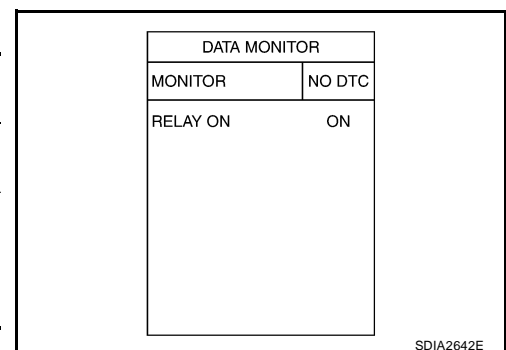 DATA MONITOR
MONITOR NO DTC
RELAY ON ON
SDIA2642E